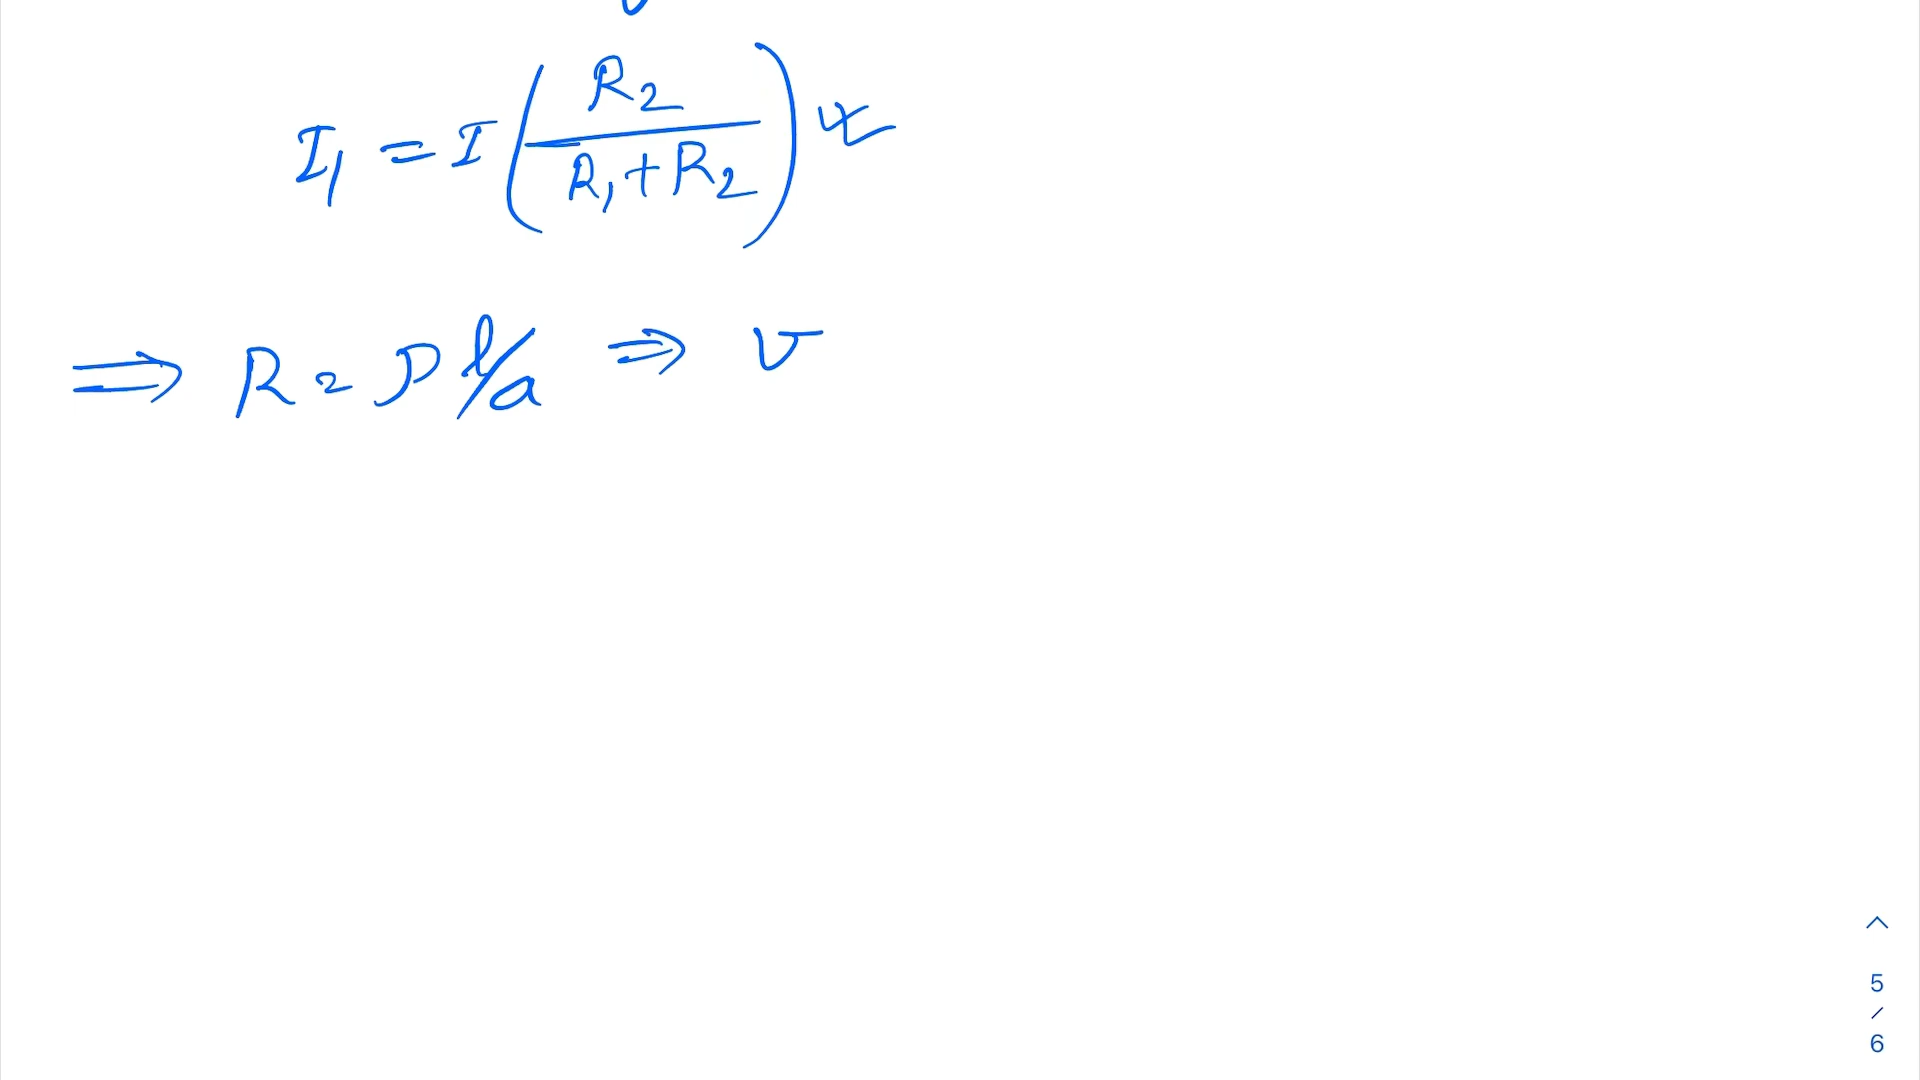 I₁ = I (R₂ / (R₁ + R₂))
⇒ R = ρ l/a ⇒ v
^
5
/
6